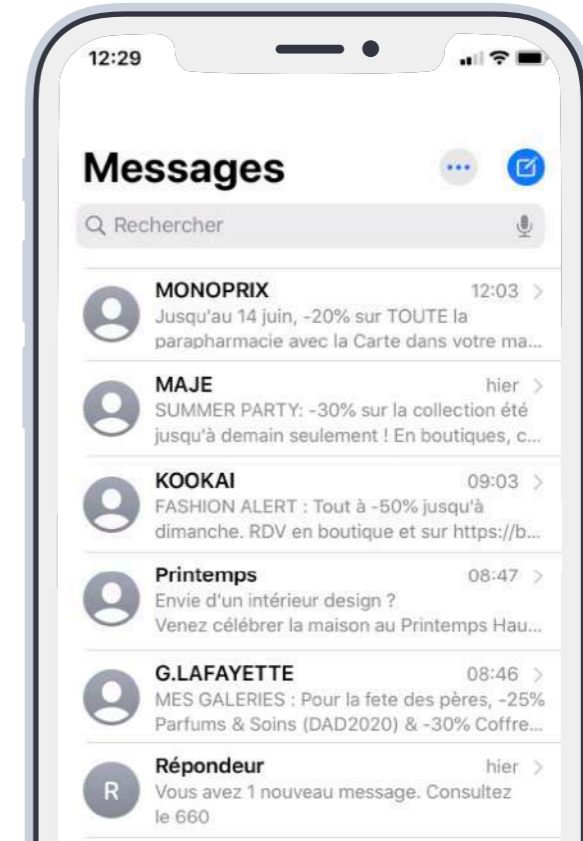 12:29
Messages
Rechercher
MONOPRIX 12:03
Jusqu'au 14 juin, -20% sur TOUTE la
parapharmacie avec la Carte dans votre ma...
MAJE hier
SUMMER PARTY: -30% sur la collection été
jusqu'à demain seulement ! En boutiques, c...
KOOKAI 09:03
FASHION ALERT : Tout à -50% jusqu'à
dimanche. RDV en boutique et sur https://b...
Printemps 08:47
Envie d'un intérieur design ?
Venez célébrer la maison au Printemps Hau...
G.LAFAYETTE 08:46
MES GALERIES : Pour la fete des pères, -25%
Parfums & Soins (DAD2020) & -30% Coffre...
R
Répondeur hier
Vous avez 1 nouveau message. Consultez
le 660